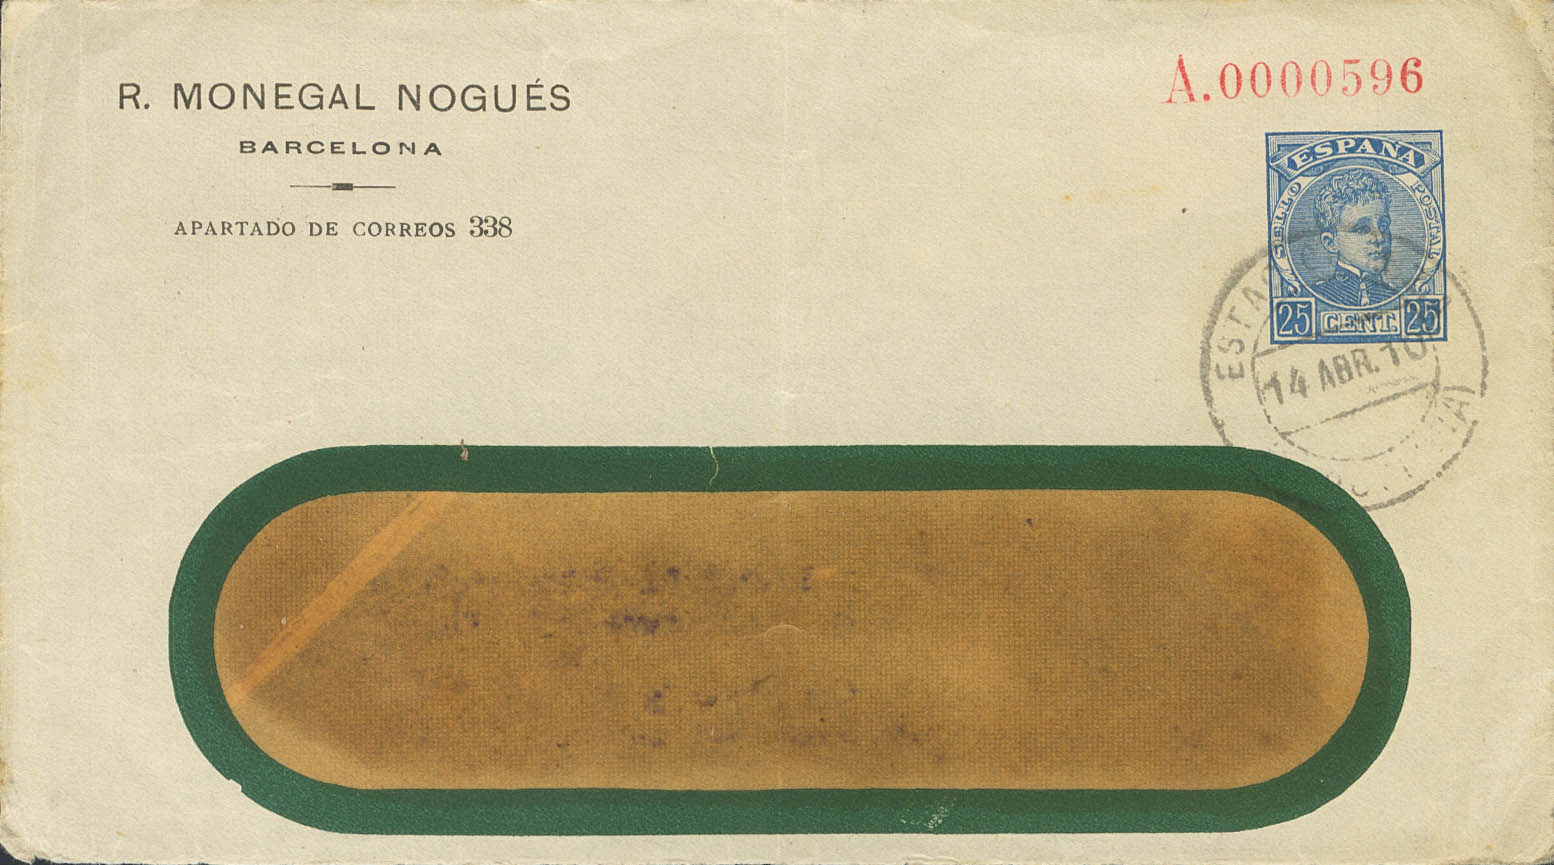 R. MONEGAL NOGUÉS
BARCELONA
APARTADO DE CORREOS 338
A.0000596
ESPAÑA
SELLO POSTAL
25 CENT. 25
14 ABR. 10